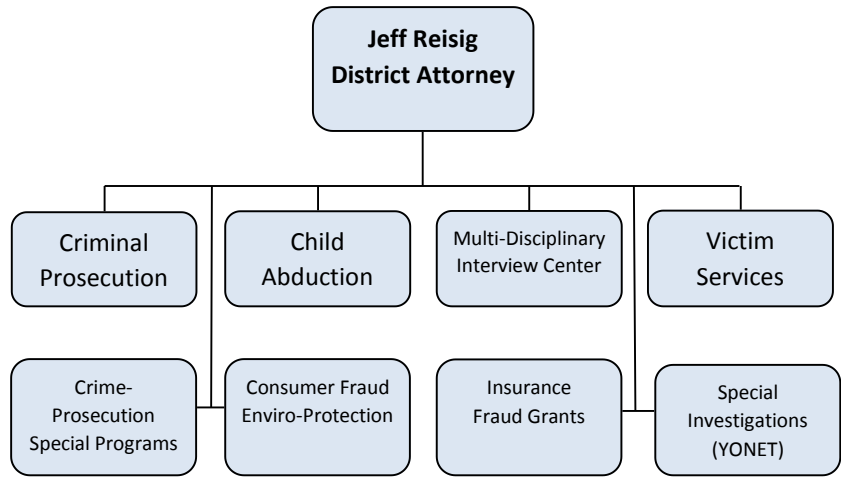 Jeff Reisig
District Attorney
Criminal
Prosecution
Child
Abduction
Multi-Disciplinary
Interview Center
Victim
Services
Crime-
Prosecution
Special Programs
Consumer Fraud
Enviro-Protection
Insurance
Fraud Grants
Special
Investigations
(YONET)